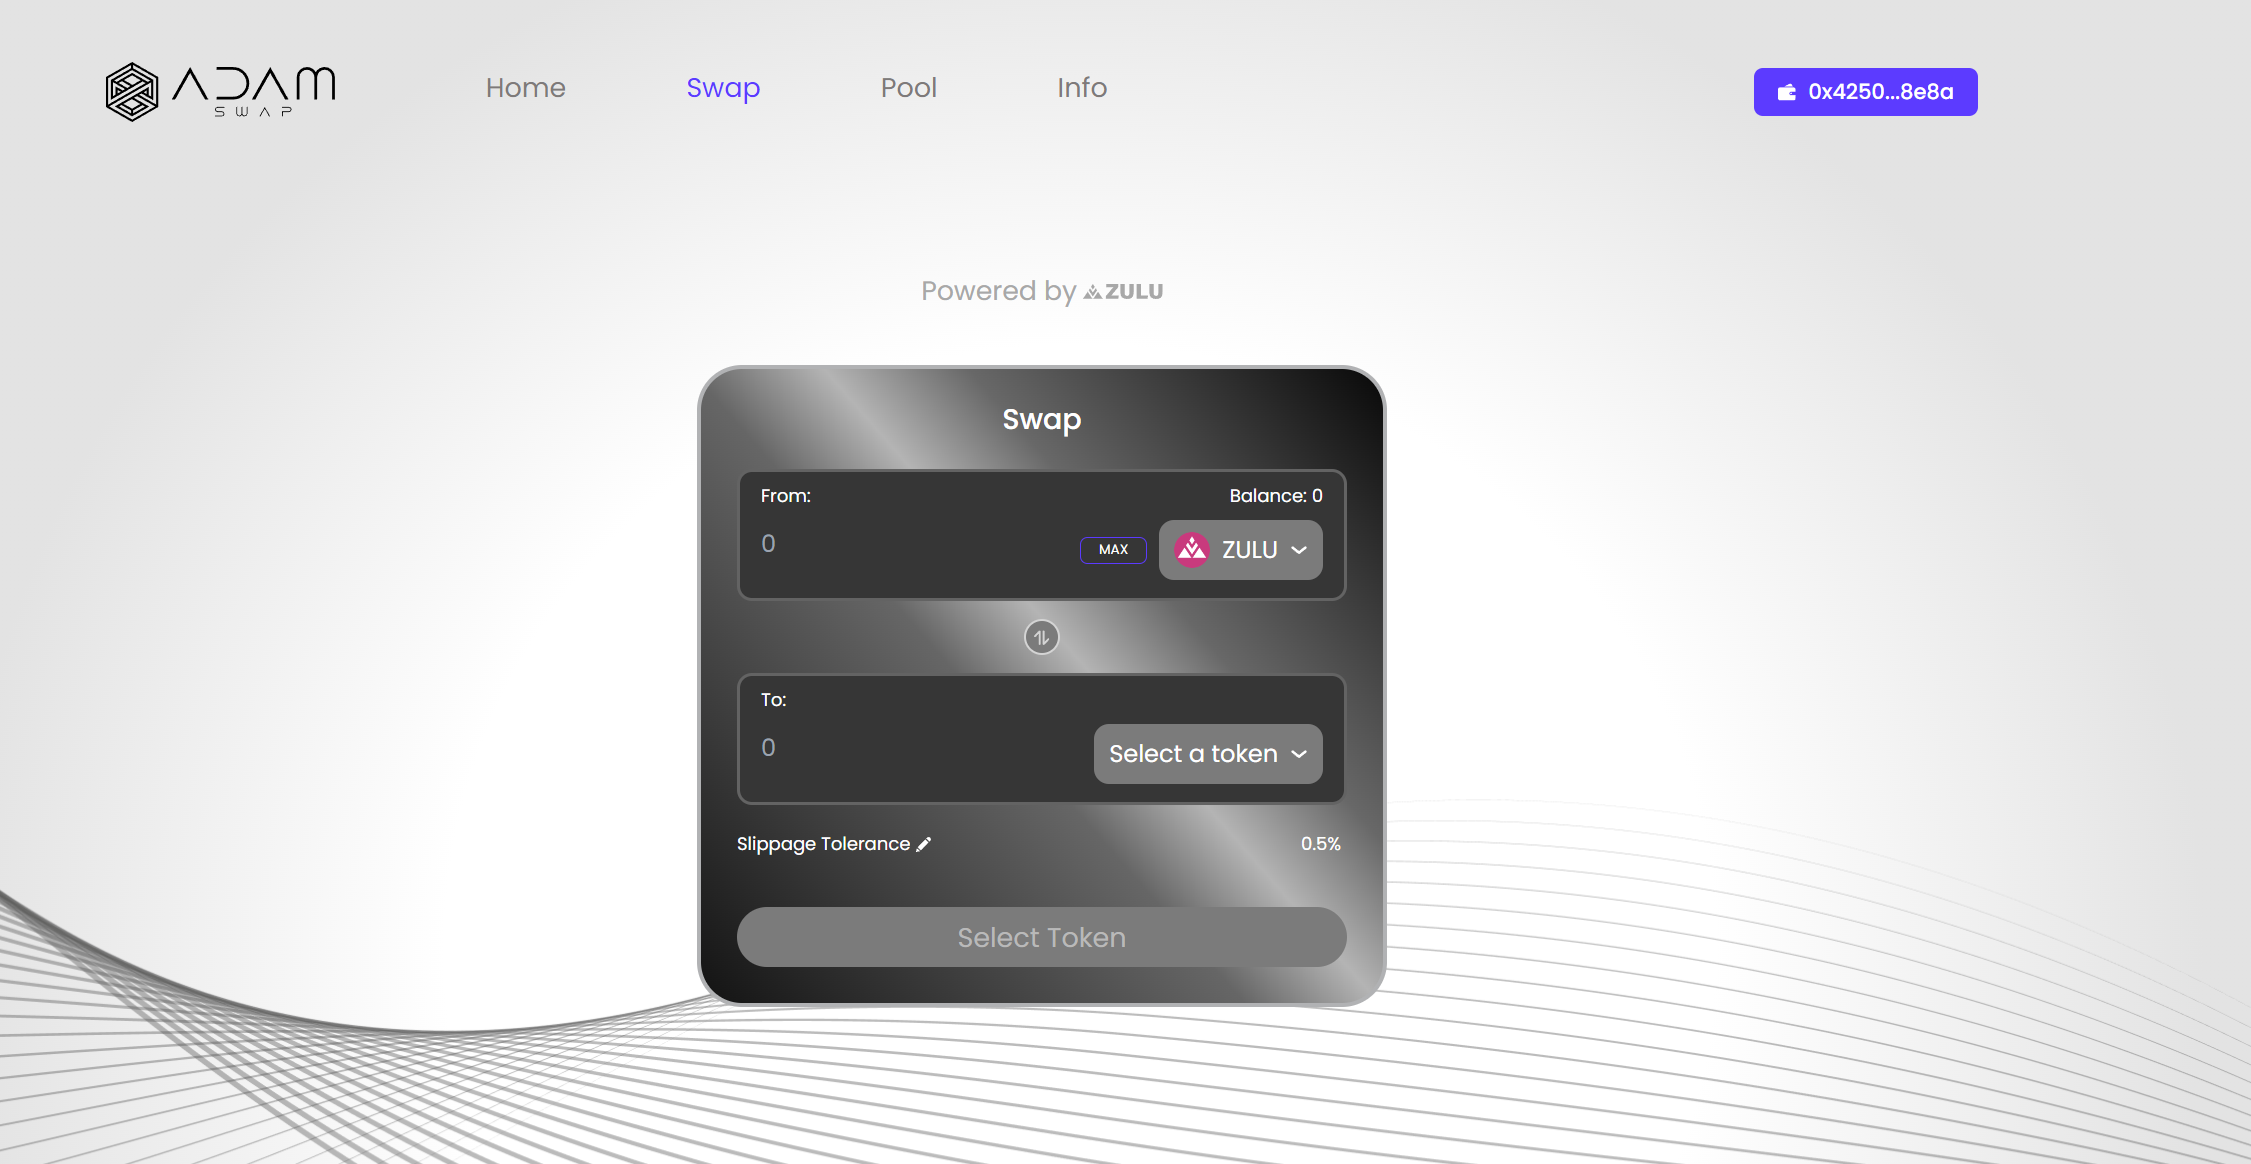 ADAM
SWAP
Home
Swap
Pool
Info
0x4250...8e8a
Powered by ZULU
Swap
From:
Balance: 0
0
MAX
ZULU
To:
0
Select a token
Slippage Tolerance
0.5%
Select Token